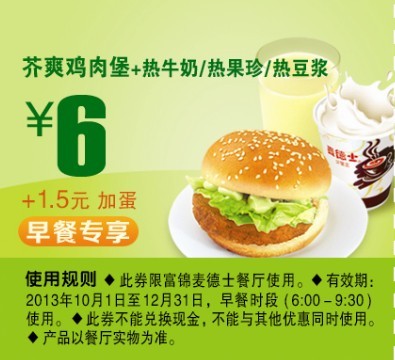 芥爽鸡肉堡+热牛奶/热果珍/热豆浆
¥6
+1.5元 加蛋
早餐专享
麦德士
使用规则 ◆ 此券限富锦麦德士餐厅使用。◆ 有效期：
2013年10月1日至12月31日，早餐时段（6:00－9:30）
使用。◆ 此券不能兑换现金，不能与其他优惠同时使用。
◆ 产品以餐厅实物为准。